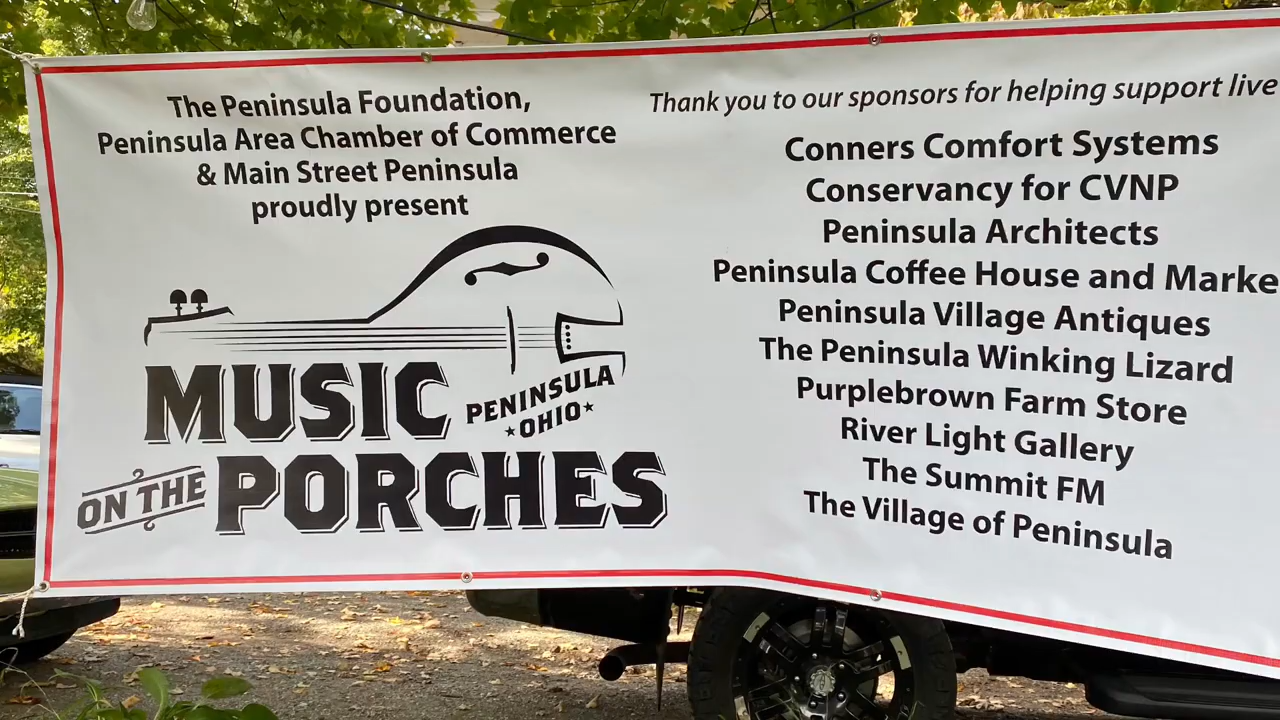 The Peninsula Foundation,
Peninsula Area Chamber of Commerce
& Main Street Peninsula
proudly present
MUSIC
PENINSULA
★OHIO★
ON THE
PORCHES
Thank you to our sponsors for helping support live
Conners Comfort Systems
Conservancy for CVNP
Peninsula Architects
Peninsula Coffee House and Marke
Peninsula Village Antiques
The Peninsula Winking Lizard
Purplebrown Farm Store
River Light Gallery
The Summit FM
The Village of Peninsula